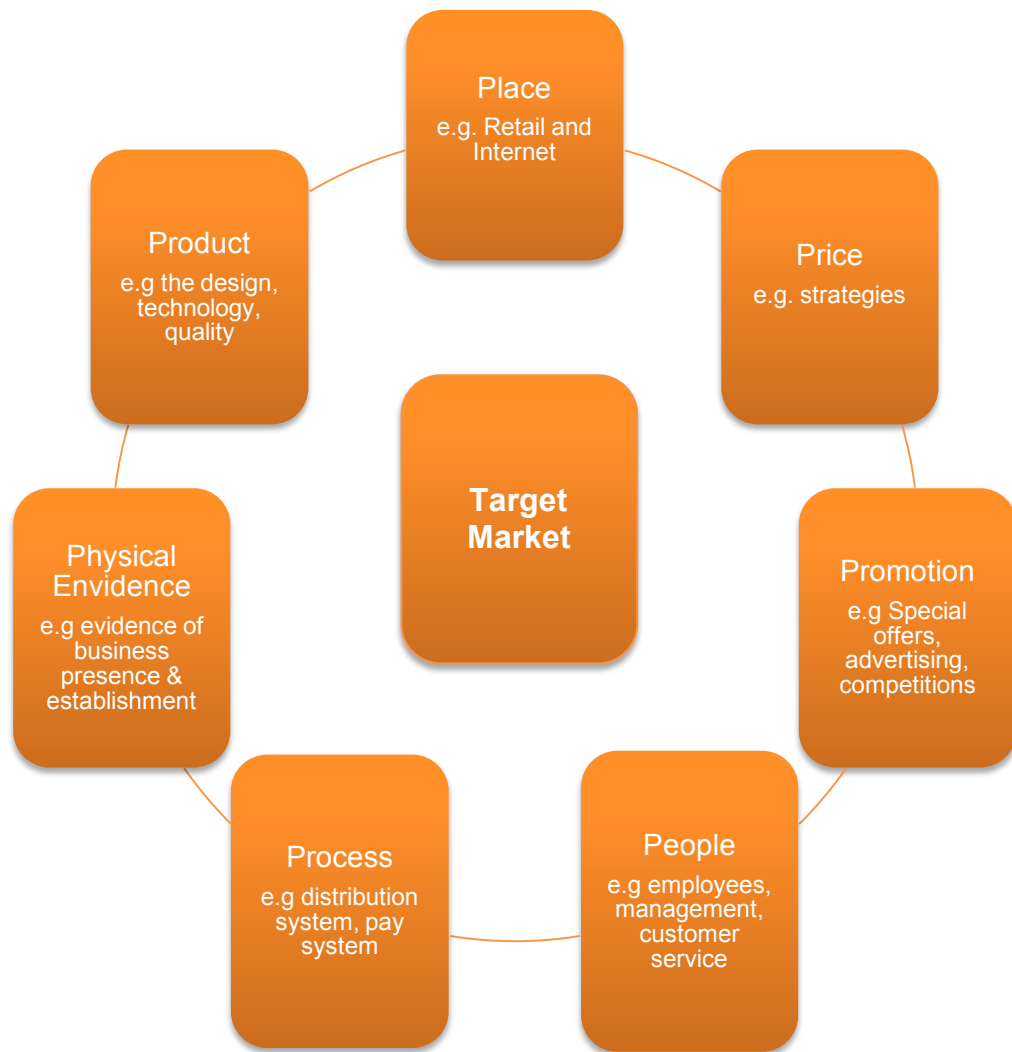 Place
e.g. Retail and
Internet
Price
e.g. strategies
Promotion
e.g Special
offers,
advertising,
competitions
People
e.g employees,
management,
customer
service
Process
e.g distribution
system, pay
system
Physical
Envidence
e.g evidence of
business
presence &
establishment
Product
e.g the design,
technology,
quality
Target
Market